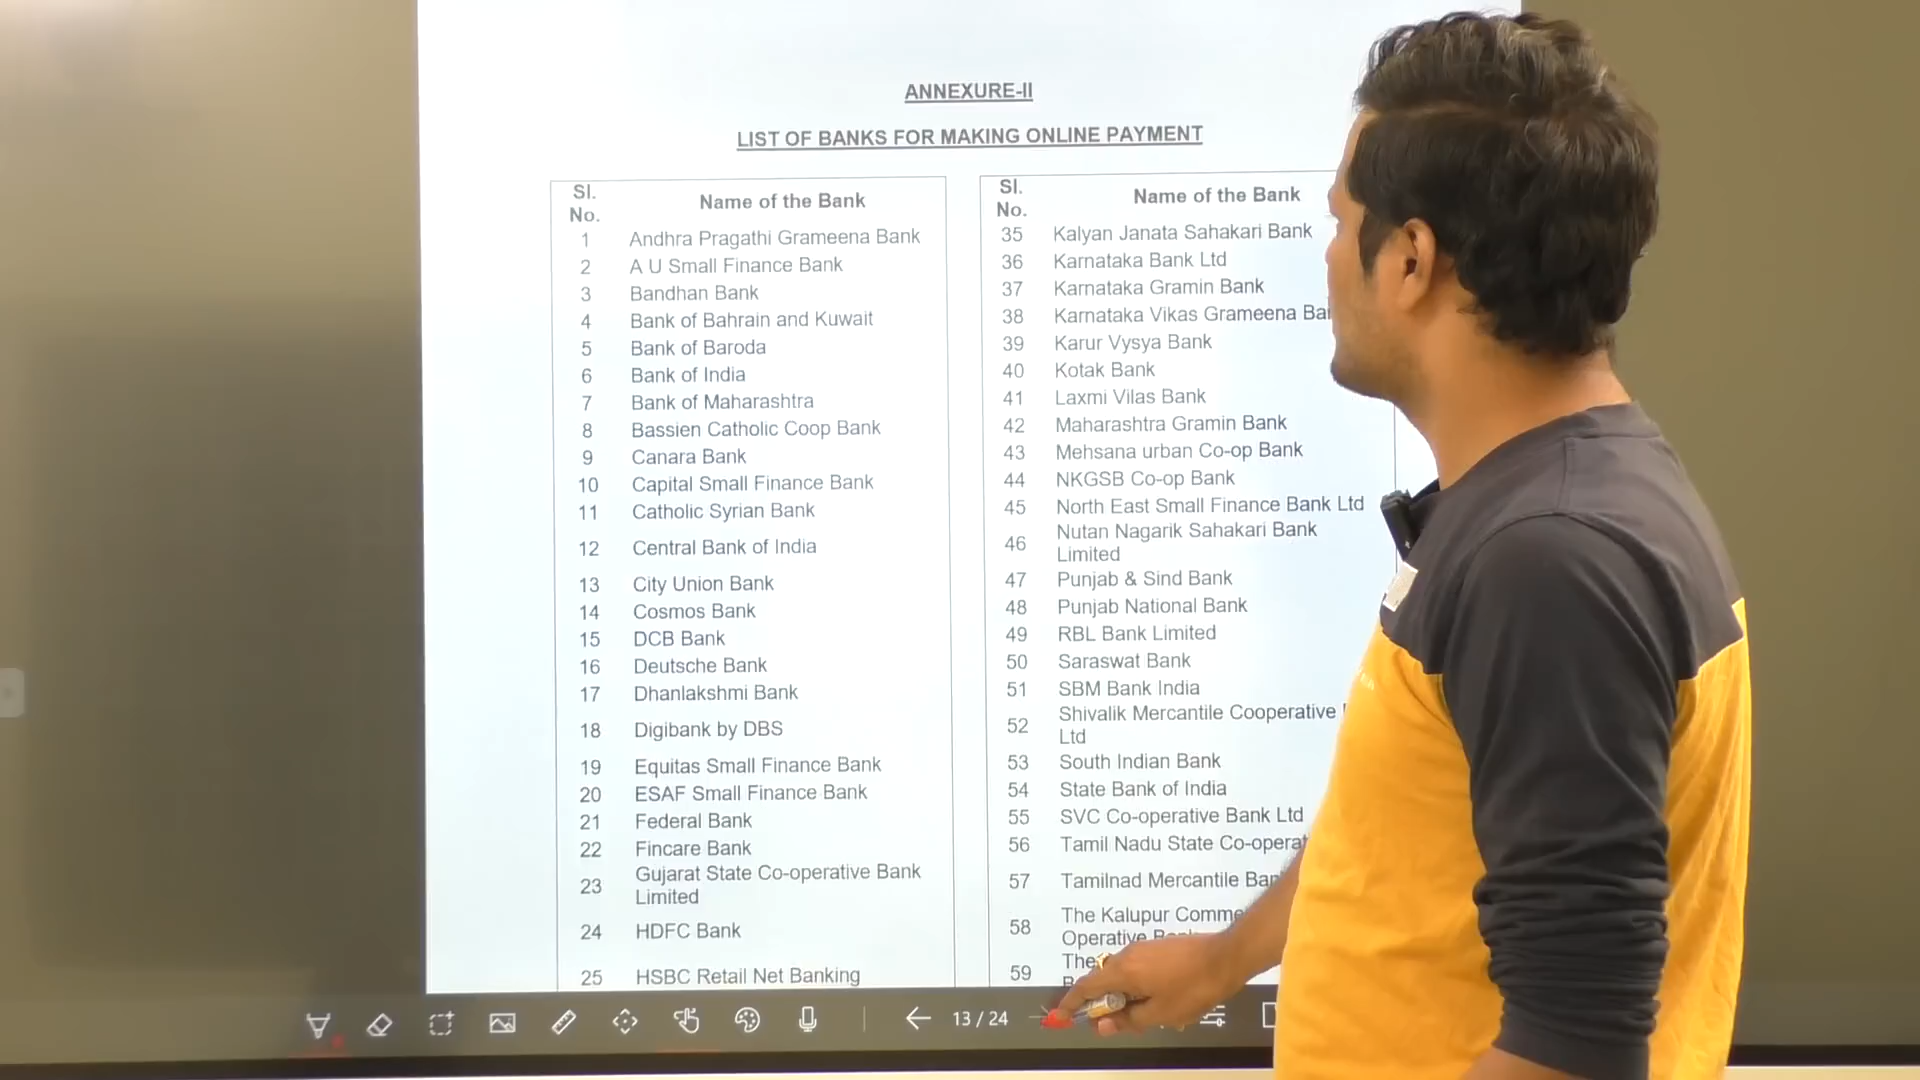 ANNEXURE-II
LIST OF BANKS FOR MAKING ONLINE PAYMENT
Sl.
No.
Name of the Bank
1 Andhra Pragathi Grameena Bank
2 A U Small Finance Bank
3 Bandhan Bank
4 Bank of Bahrain and Kuwait
5 Bank of Baroda
6 Bank of India
7 Bank of Maharashtra
8 Bassien Catholic Coop Bank
9 Canara Bank
10 Capital Small Finance Bank
11 Catholic Syrian Bank
12 Central Bank of India
13 City Union Bank
14 Cosmos Bank
15 DCB Bank
16 Deutsche Bank
17 Dhanlakshmi Bank
18 Digibank by DBS
19 Equitas Small Finance Bank
20 ESAF Small Finance Bank
21 Federal Bank
22 Fincare Bank
23 Gujarat State Co-operative Bank
Limited
24 HDFC Bank
25 HSBC Retail Net Banking
Sl.
No.
Name of the Bank
35 Kalyan Janata Sahakari Bank
36 Karnataka Bank Ltd
37 Karnataka Gramin Bank
38 Karnataka Vikas Grameena
39 Karur Vysya Bank
40 Kotak Bank
41 Laxmi Vilas Bank
42 Maharashtra Gramin Bank
43 Mehsana urban Co-op Bank
44 NKGSB Co-op Bank
45 North East Small Finance Bank Ltd
46 Nutan Nagarik Sahakari Bank
Limited
47 Punjab & Sind Bank
48 Punjab National Bank
49 RBL Bank Limited
50 Saraswat Bank
51 SBM Bank India
52 Shivalik Mercantile Cooperative
Ltd
53 South Indian Bank
54 State Bank of India
55 SVC Co-operative Bank Ltd
56 Tamil Nadu State
57 Tamilnad Mercantile
58 The Kalupur
Operative
59 The
13 / 24